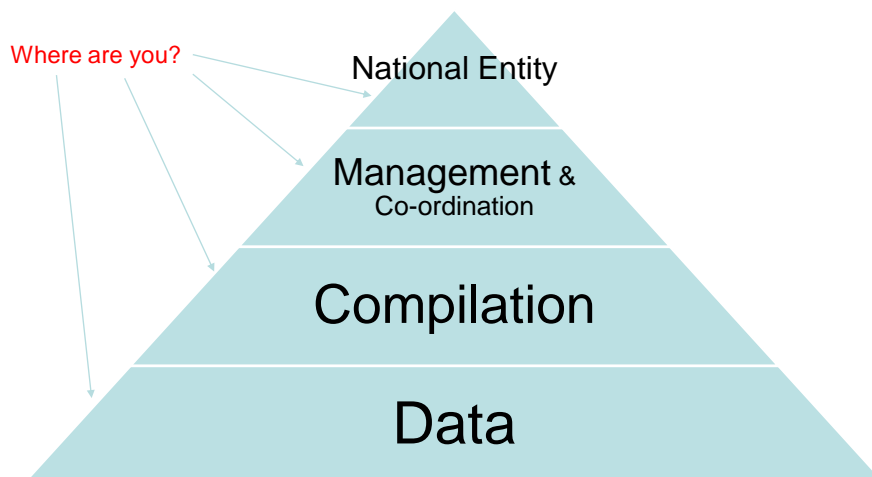 Where are you?
National Entity
Management &
Co-ordination
Compilation
Data